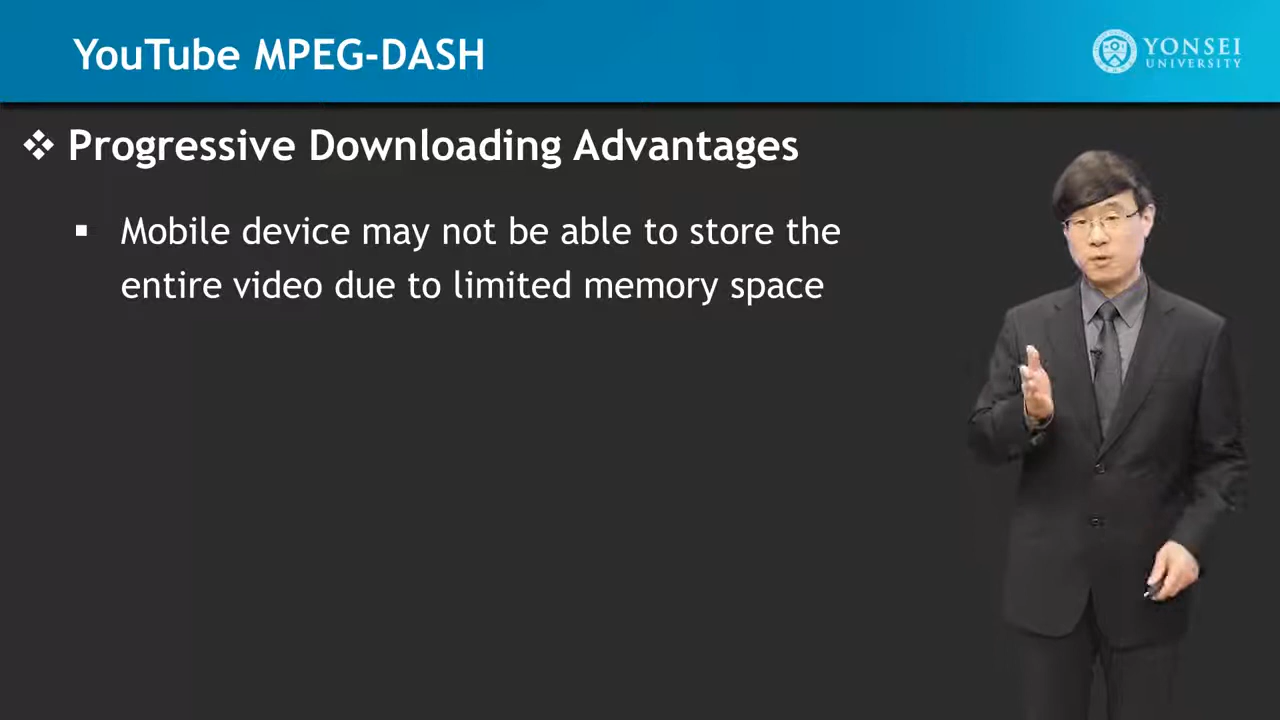 YouTube MPEG-DASH
YONSEI
UNIVERSITY
❖ Progressive Downloading Advantages
▪ Mobile device may not be able to store the
entire video due to limited memory space